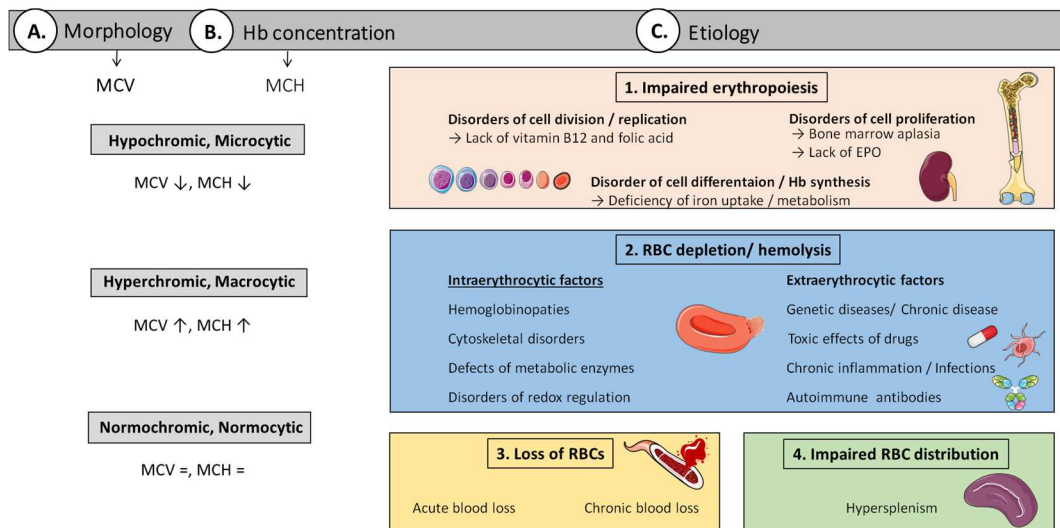 A. Morphology
B. Hb concentration
C. Etiology
MCV
MCH
Hypochromic, Microcytic
MCV ↓, MCH ↓
Hyperchromic, Macrocytic
MCV ↑, MCH ↑
Normochromic, Normocytic
MCV =, MCH =
1. Impaired erythropoiesis
Disorders of cell division / replication
→ Lack of vitamin B12 and folic acid
Disorders of cell proliferation
→ Bone marrow aplasia
→ Lack of EPO
Disorder of cell differentaion / Hb synthesis
→ Deficiency of iron uptake / metabolism
2. RBC depletion/ hemolysis
Intraerythrocytic factors
Hemoglobinopaties
Cytoskeletal disorders
Defects of metabolic enzymes
Disorders of redox regulation
Extraerythrocytic factors
Genetic diseases/ Chronic disease
Toxic effects of drugs
Chronic inflammation / Infections
Autoimmune antibodies
3. Loss of RBCs
Acute blood loss
Chronic blood loss
4. Impaired RBC distribution
Hypersplenism